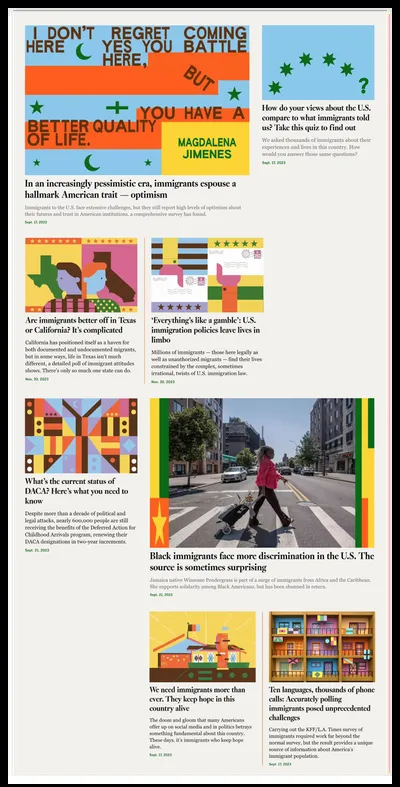 I DON'T REGRET COMING
HERE YES YOU BATTLE
HERE,
BUT
YOU HAVE A
BETTER QUALITY
OF LIFE.
MAGDALENA
JIMENES
In an increasingly pessimistic era, immigrants espouse a
hallmark American trait — optimism
Immigrants to the U.S. face extensive challenges, but they still report high levels of optimism about
their futures and trust in American institutions, a comprehensive survey has found.
Sept. 17, 2023
?
How do your views about the U.S.
compare to what immigrants told
us? Take this quiz to find out
We asked thousands of immigrants about their
experiences and lives in this country. How
would you answer those same questions?
Sept. 17, 2023
Are immigrants better off in Texas
or California? It's complicated
California has positioned itself as a haven for
both documented and undocumented migrants,
but in some ways, life in Texas isn't much
different, a detailed poll of immigrant attitudes
shows. There's only so much one state can do.
Nov. 30, 2023
'Everything's like a gamble': U.S.
immigration policies leave lives in
limbo
Millions of immigrants — those here legally as
well as unauthorized migrants — find their lives
constrained by the complex, sometimes
irrational, twists of U.S. immigration law.
Nov. 30, 2023
What's the current status of
DACA? Here's what you need to
know
Despite more than a decade of political and
legal attacks, nearly 600,000 people are still
receiving the benefits of the Deferred Action for
Childhood Arrivals program, renewing their
DACA designations in two-year increments.
Sept. 21, 2023
Black immigrants face more discrimination in the U.S. The
source is sometimes surprising
Jamaica native Winsome Pendergrass is part of a surge of immigrants from Africa and the Caribbean.
She supports solidarity among Black Americans, but has been shunned in return.
Sept. 21, 2023
We need immigrants more than
ever. They keep hope in this
country alive
The doom and gloom that many Americans
offer up on social media and in politics betrays
something fundamental about this country.
These days, it's immigrants who keep hope
alive.
Sept. 17, 2023
Ten languages, thousands of phone
calls: Accurately polling
immigrants posed unprecedented
challenges
Carrying out the KFF/L.A. Times survey of
immigrants required work far beyond the
normal survey, but the result provides a unique
source of information about America's
immigrant population.
Sept. 17, 2023